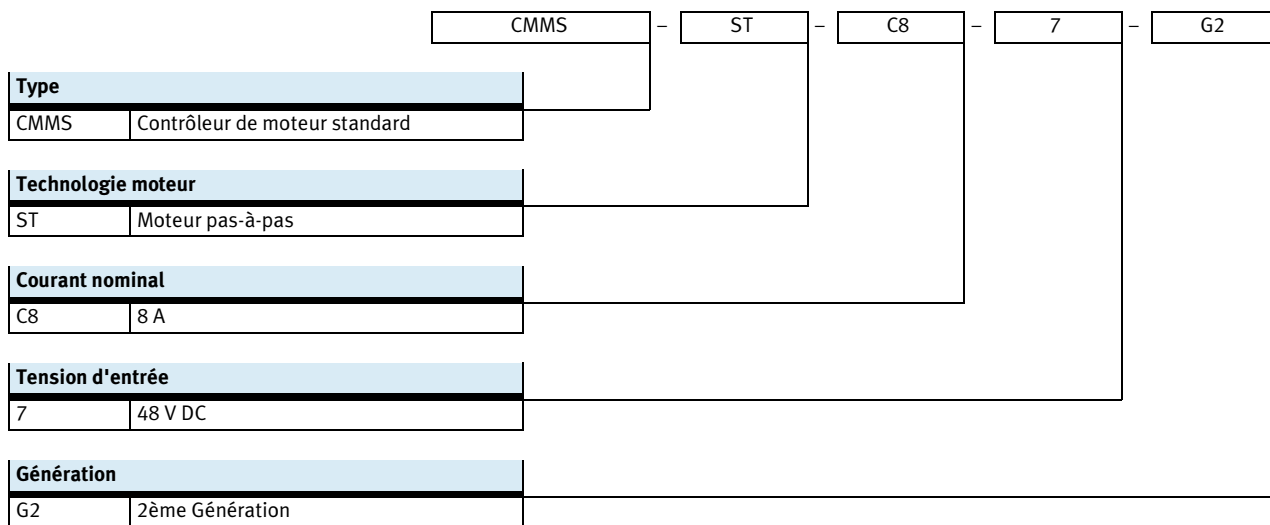 CMMS – ST – C8 – 7 – G2
Type
CMMS Contrôleur de moteur standard
Technologie moteur
ST Moteur pas-à-pas
Courant nominal
C8 8 A
Tension d'entrée
7 48 V DC
Génération
G2 2ème Génération